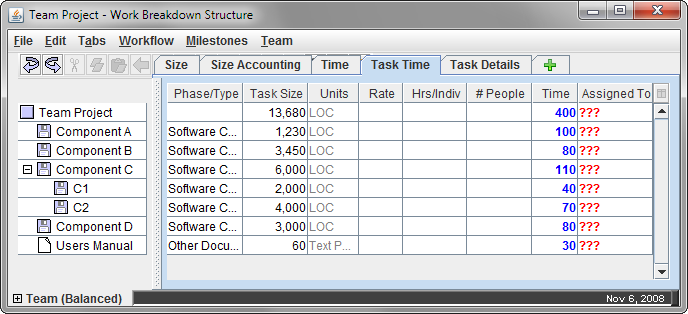 Team Project - Work Breakdown Structure
File Edit Tabs Workflow Milestones Team
Size Size Accounting Time Task Time Task Details
Phase/Type Task Size Units Rate Hrs/Indiv # People Time Assigned To
Team Project 13,680 LOC 400 ???
Component A Software C... 1,230 LOC 100 ???
Component B Software C... 3,450 LOC 80 ???
Component C Software C... 6,000 LOC 110 ???
C1 Software C... 2,000 LOC 40 ???
C2 Software C... 4,000 LOC 70 ???
Component D Software C... 3,000 LOC 80 ???
Users Manual Other Docu... 60 Text P... 30 ???
Team (Balanced) Nov 6, 2008